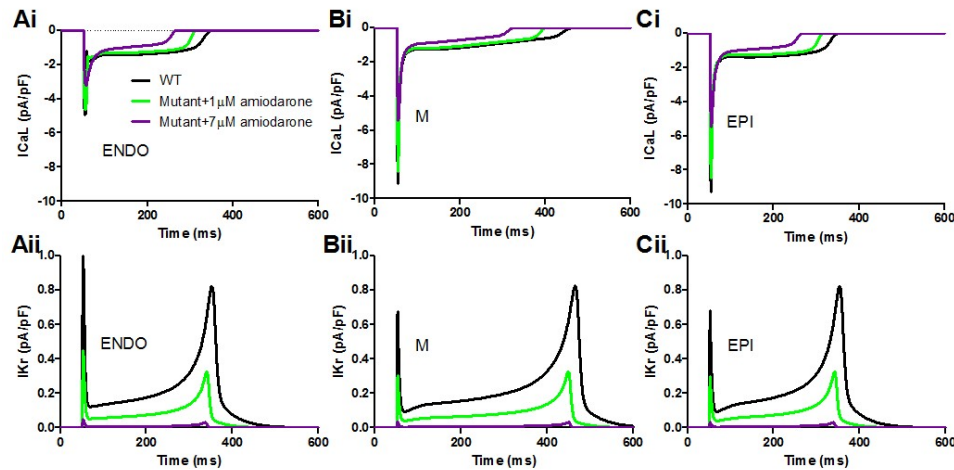 Ai
Bi
Ci
0
-2
-4
-6
-8
-10
ICaL (pA/pF)
WT
Mutant+1μM amiodarone
Mutant+7μM amiodarone
ENDO
0
200
400
600
Time (ms)
0
-2
-4
-6
-8
-10
ICaL (pA/pF)
M
0
200
400
600
Time (ms)
0
-2
-4
-6
-8
-10
ICaL (pA/pF)
EPI
0
200
400
600
Time (ms)
Aii
Bii
Cii
1.0
0.8
0.6
0.4
0.2
0.0
IKr (pA/pF)
ENDO
0
200
400
600
Time (ms)
1.0
0.8
0.6
0.4
0.2
0.0
IKr (pA/pF)
M
0
200
400
600
Time (ms)
1.0
0.8
0.6
0.4
0.2
0.0
IKr (pA/pF)
EPI
0
200
400
600
Time (ms)